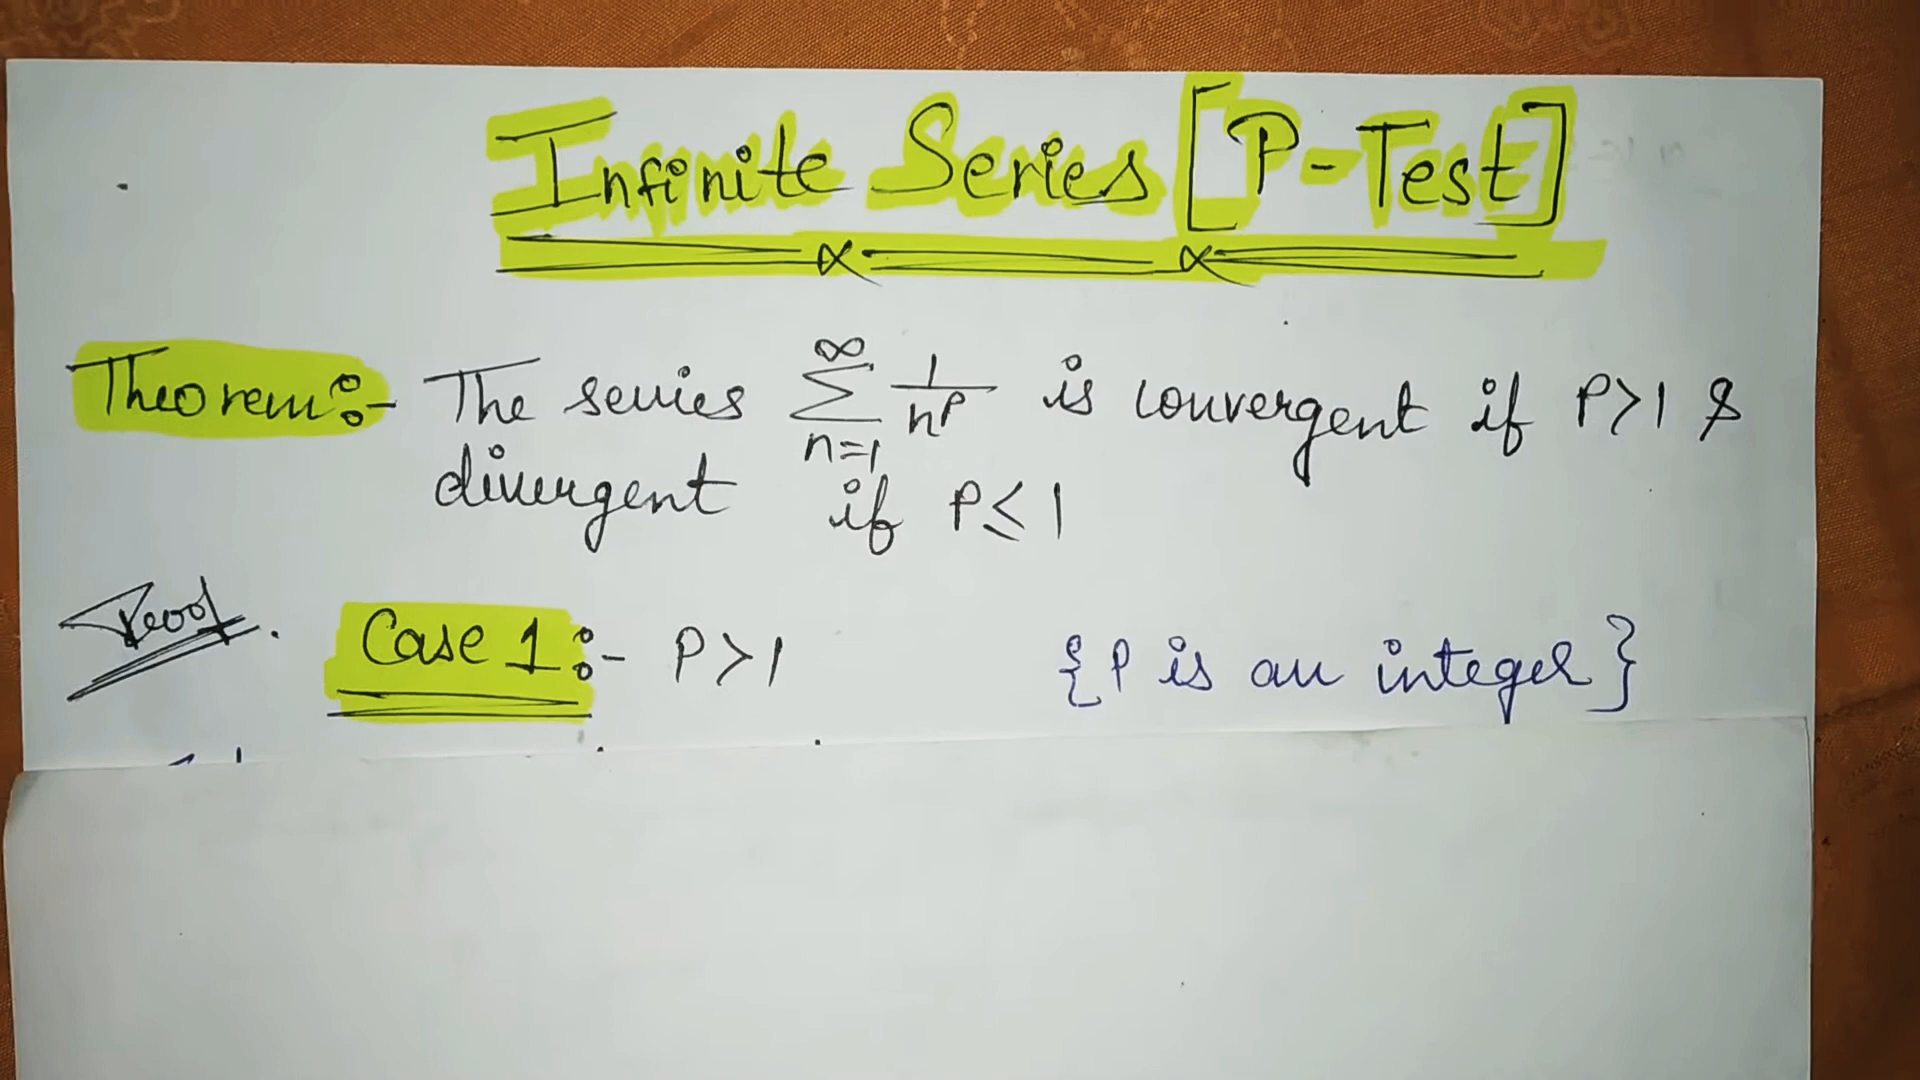 Infinite Series [P-Test]
Theorem:- The series ∑_{n=1}^{∞} 1/n^p is convergent if P>1 &
divergent if P≤1
Proof. Case 1:- P>1 {P is an integer}